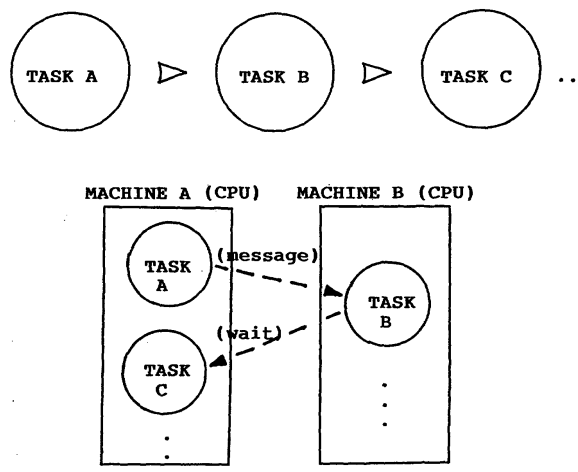 TASK A TASK B TASK C ..
MACHINE A (CPU) MACHINE B (CPU)
(message)
TASK
A
TASK
B
(wait)
TASK
C